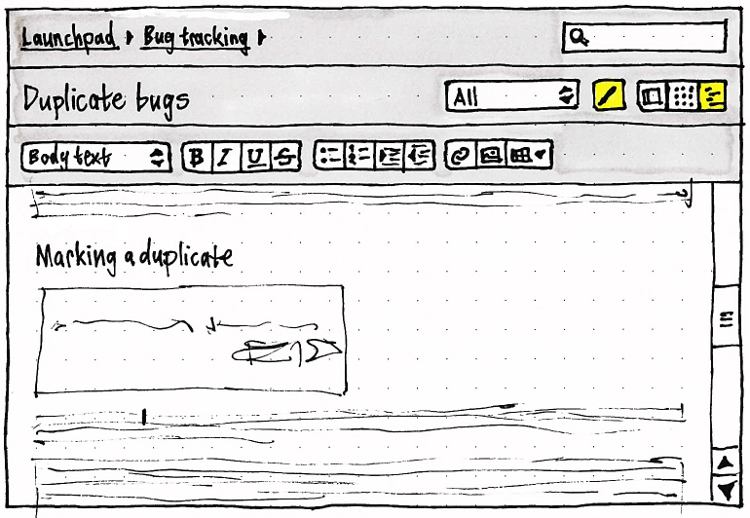 Launchpad ▸ Bug tracking ▸
Duplicate bugs
All
Body text
B I U S
Marking a duplicate